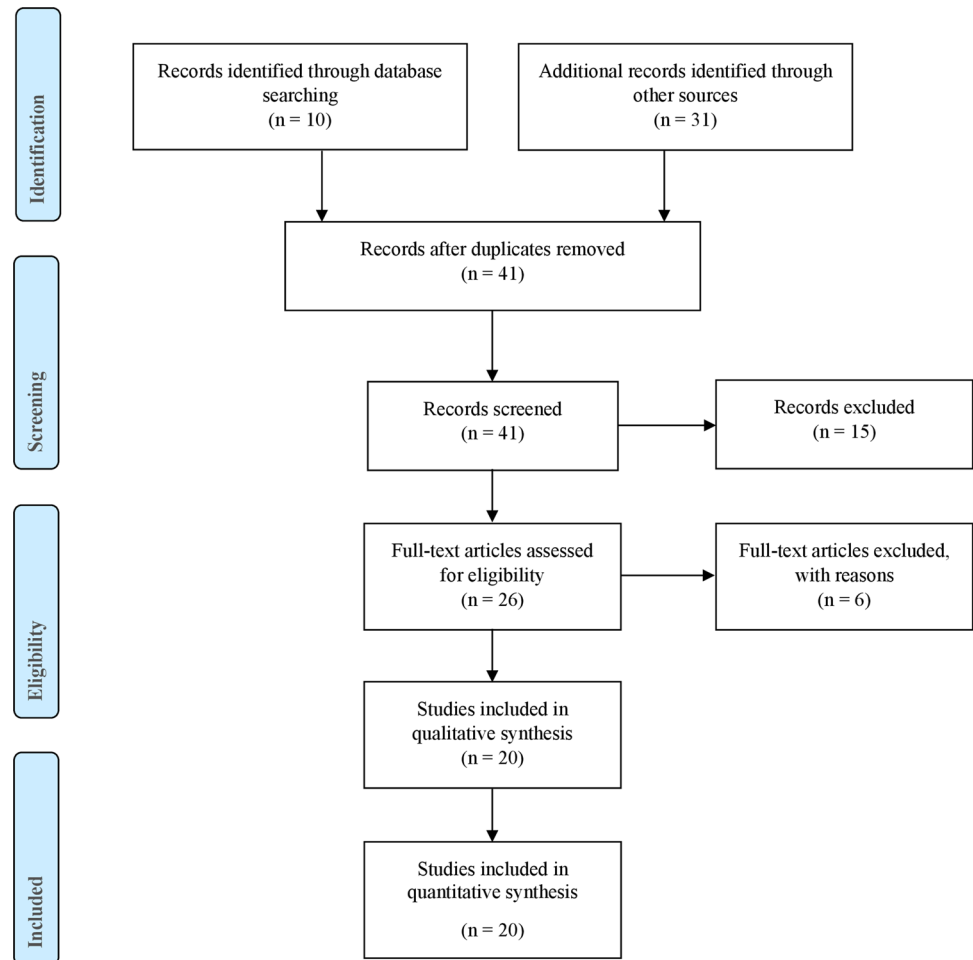 Identification
Records identified through database
searching
(n = 10)
Additional records identified through
other sources
(n = 31)
Records after duplicates removed
(n = 41)
Screening
Records screened
(n = 41)
Records excluded
(n = 15)
Eligibility
Full-text articles assessed
for eligibility
(n = 26)
Full-text articles excluded,
with reasons
(n = 6)
Studies included in
qualitative synthesis
(n = 20)
Included
Studies included in
quantitative synthesis
(n = 20)